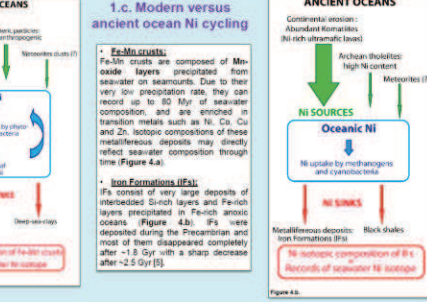 CEANS
anthropogenic
Meteorites dusts (?)
Deep-sea clays
1.c. Modern versus
ancient ocean Ni cycling
• Fe-Mn crusts:
Fe-Mn crusts are composed of Mn-
oxide layers precipitated from
seawater on seamounts. Due to their
very low precipitation rate, they can
record up to 80 Myr of seawater
composition, and are enriched in
transition metals such as Ni, Co, Cu
and Zn. Isotopic compositions of these
metalliferous deposits may directly
reflect seawater composition through
time (Figure 4.a).
• Iron Formations (IFs):
IFs consist of very large deposits of
interbedded Si-rich layers and Fe-rich
layers precipitated in Fe-rich anoxic
oceans (Figure 4.b). IFs were
deposited during the Precambrian and
most of them disappeared completely
after ~1.8 Gyr with a sharp decrease
after ~2.5 Gyr [5].
ANCIENT OCEANS
Continental erosion :
Abundant Komatiites
(Ni-rich ultramafic lavas)
Archean tholeiites:
high Ni content
Meteorites (?)
Ni SOURCES
Oceanic Ni
Ni uptake by methanogens
and cyanobacteria
Ni SINKS
Metalliferous deposits:
Iron Formations (IFs)
Black shales
Ni isotopic composition of IFs
=
Records of seawater Ni isotope
Figure 4.b.